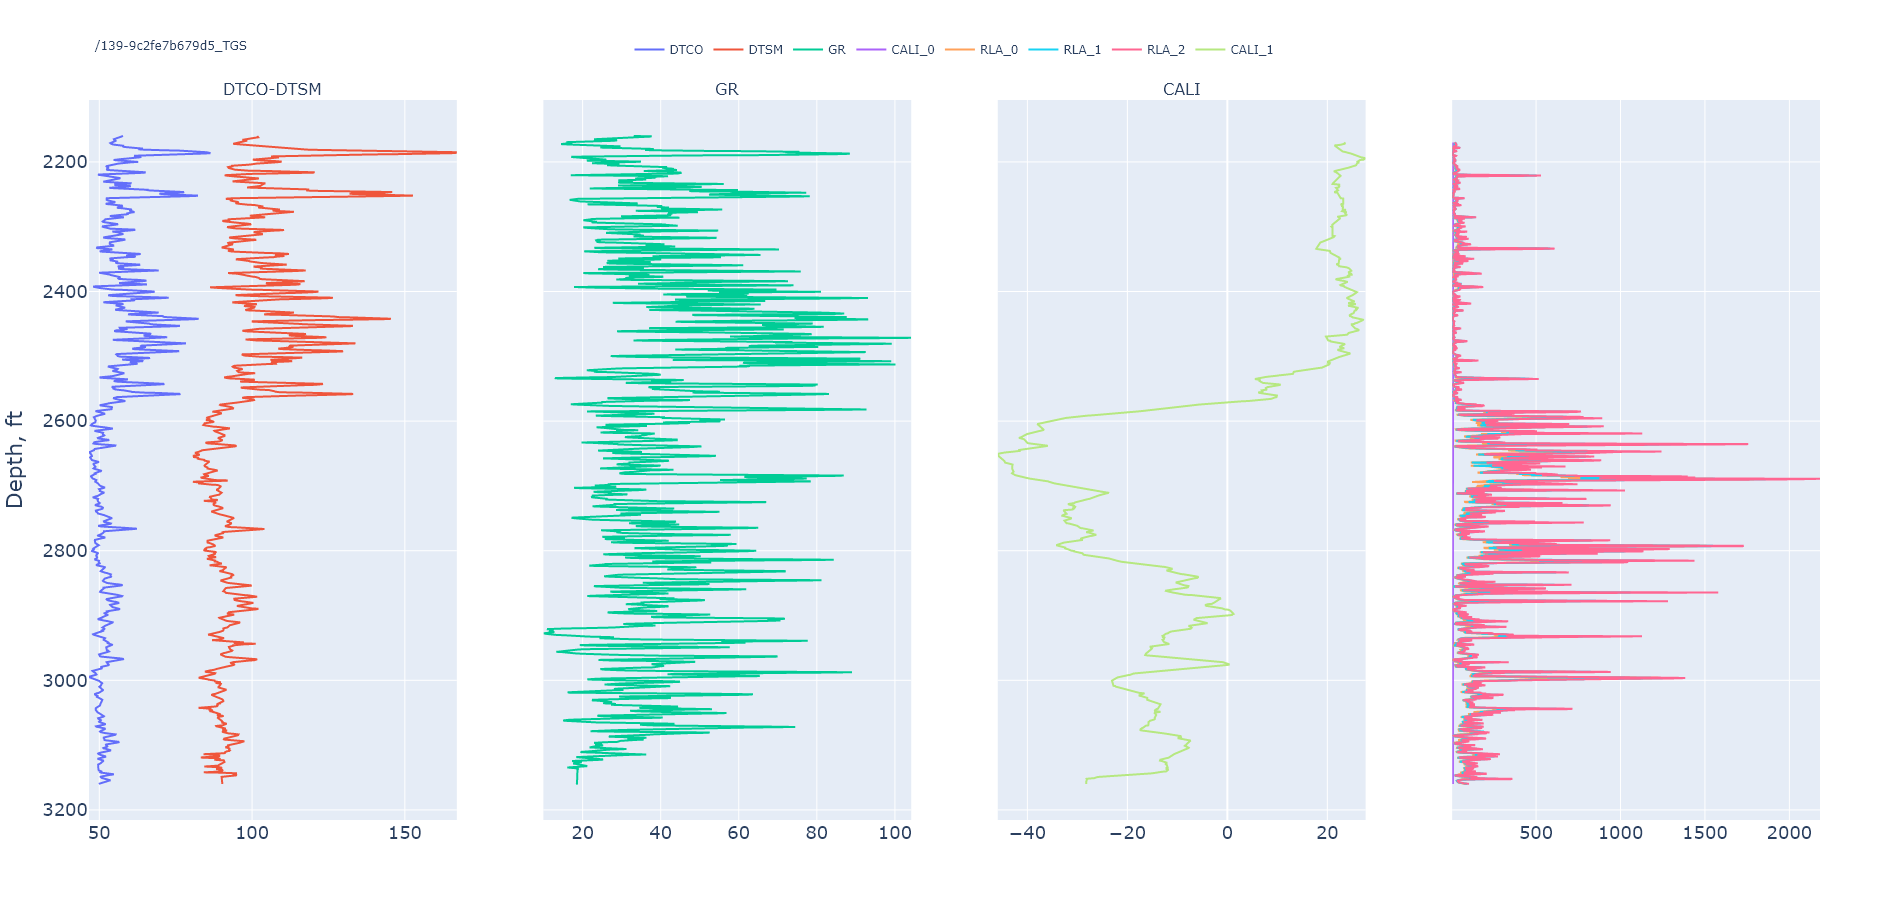 /139-9c2fe7b679d5_TGS
DTCO DTSM GR CALI_0 RLA_0 RLA_1 RLA_2 CALI_1
DTCO-DTSM GR CALI
Depth, ft
2200
2400
2600
2800
3000
3200
50 100 150 20 40 60 80 100 −40 −20 0 20 500 1000 1500 2000